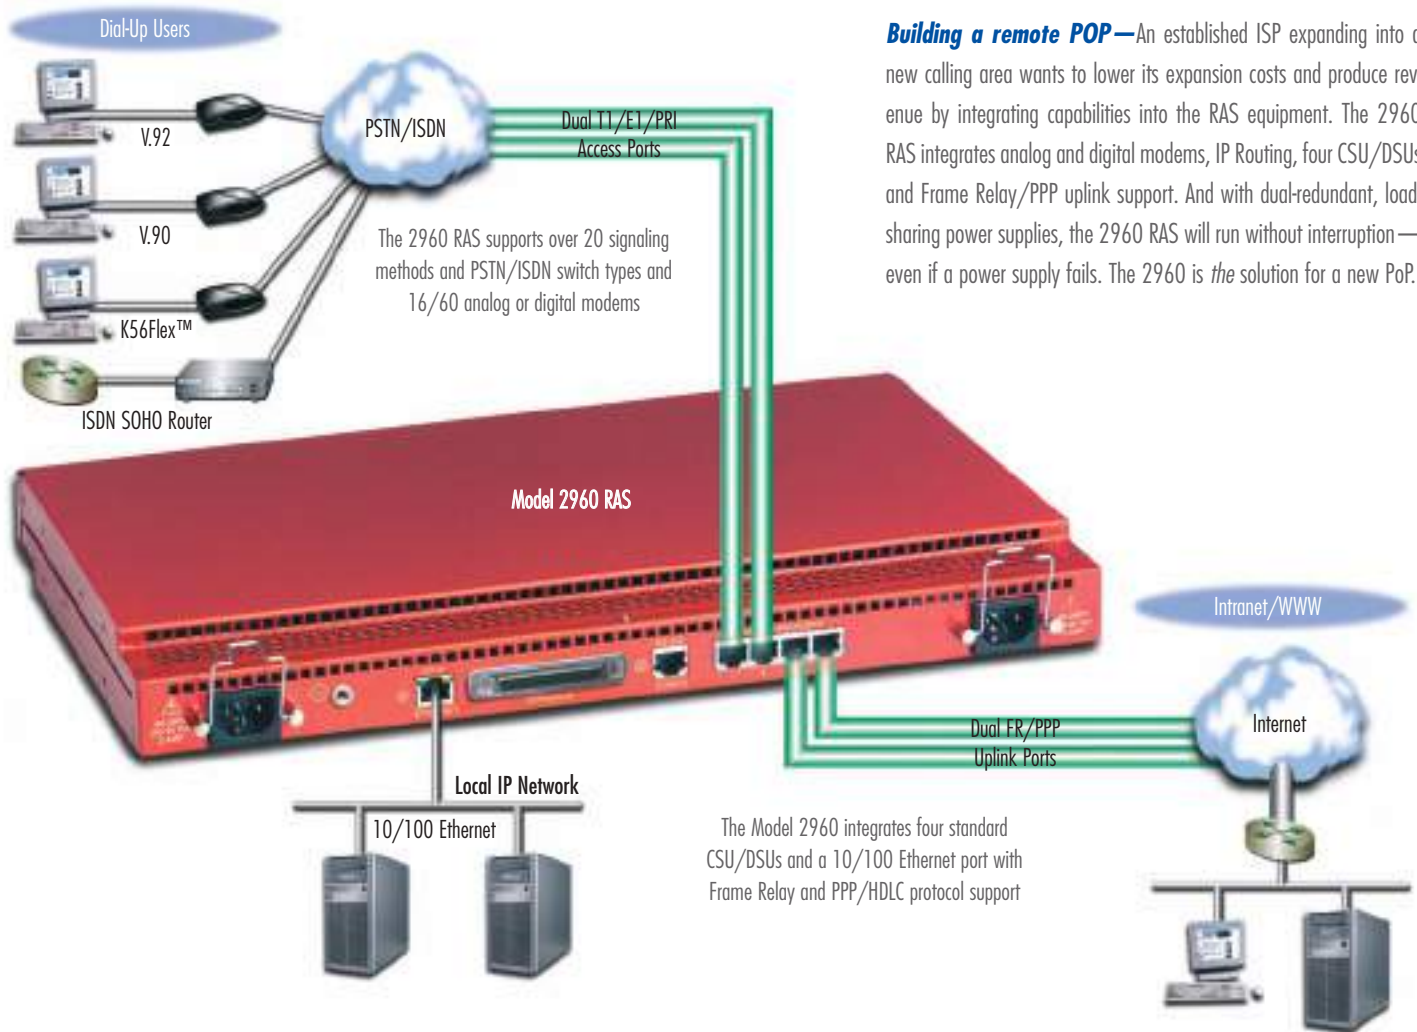 Dial-Up Users
V.92
V.90
K56Flex™
ISDN SOHO Router
PSTN/ISDN
Dual T1/E1/PRI
Access Ports
The 2960 RAS supports over 20 signaling
methods and PSTN/ISDN switch types and
16/60 analog or digital modems
Building a remote POP—An established ISP expanding into a
new calling area wants to lower its expansion costs and produce rev
enue by integrating capabilities into the RAS equipment. The 2960
RAS integrates analog and digital modems, IP Routing, four CSU/DSUs
and Frame Relay/PPP uplink support. And with dual-redundant, load
sharing power supplies, the 2960 RAS will run without interruption—
even if a power supply fails. The 2960 is the solution for a new PoP.
Model 2960 RAS
Intranet/WWW
Internet
Dual FR/PPP
Uplink Ports
Local IP Network
10/100 Ethernet
The Model 2960 integrates four standard
CSU/DSUs and a 10/100 Ethernet port with
Frame Relay and PPP/HDLC protocol support